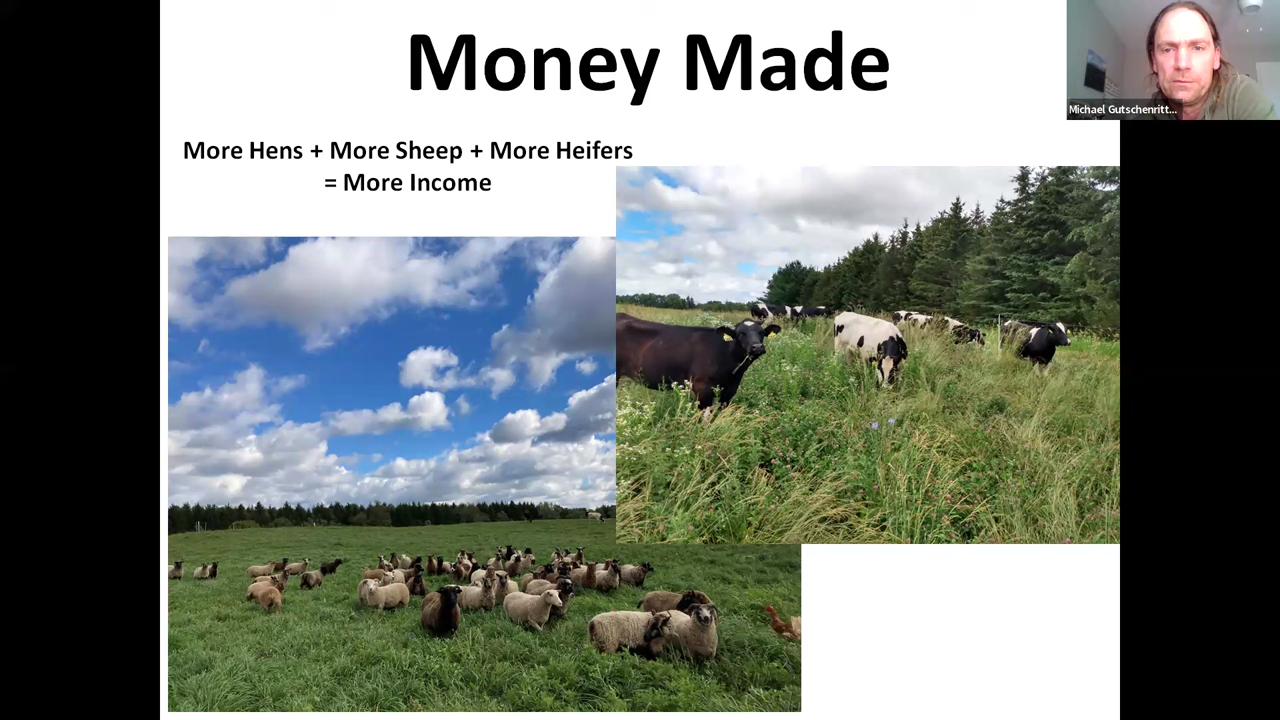 Money Made
More Hens + More Sheep + More Heifers
= More Income
Michael Gutschenritt...